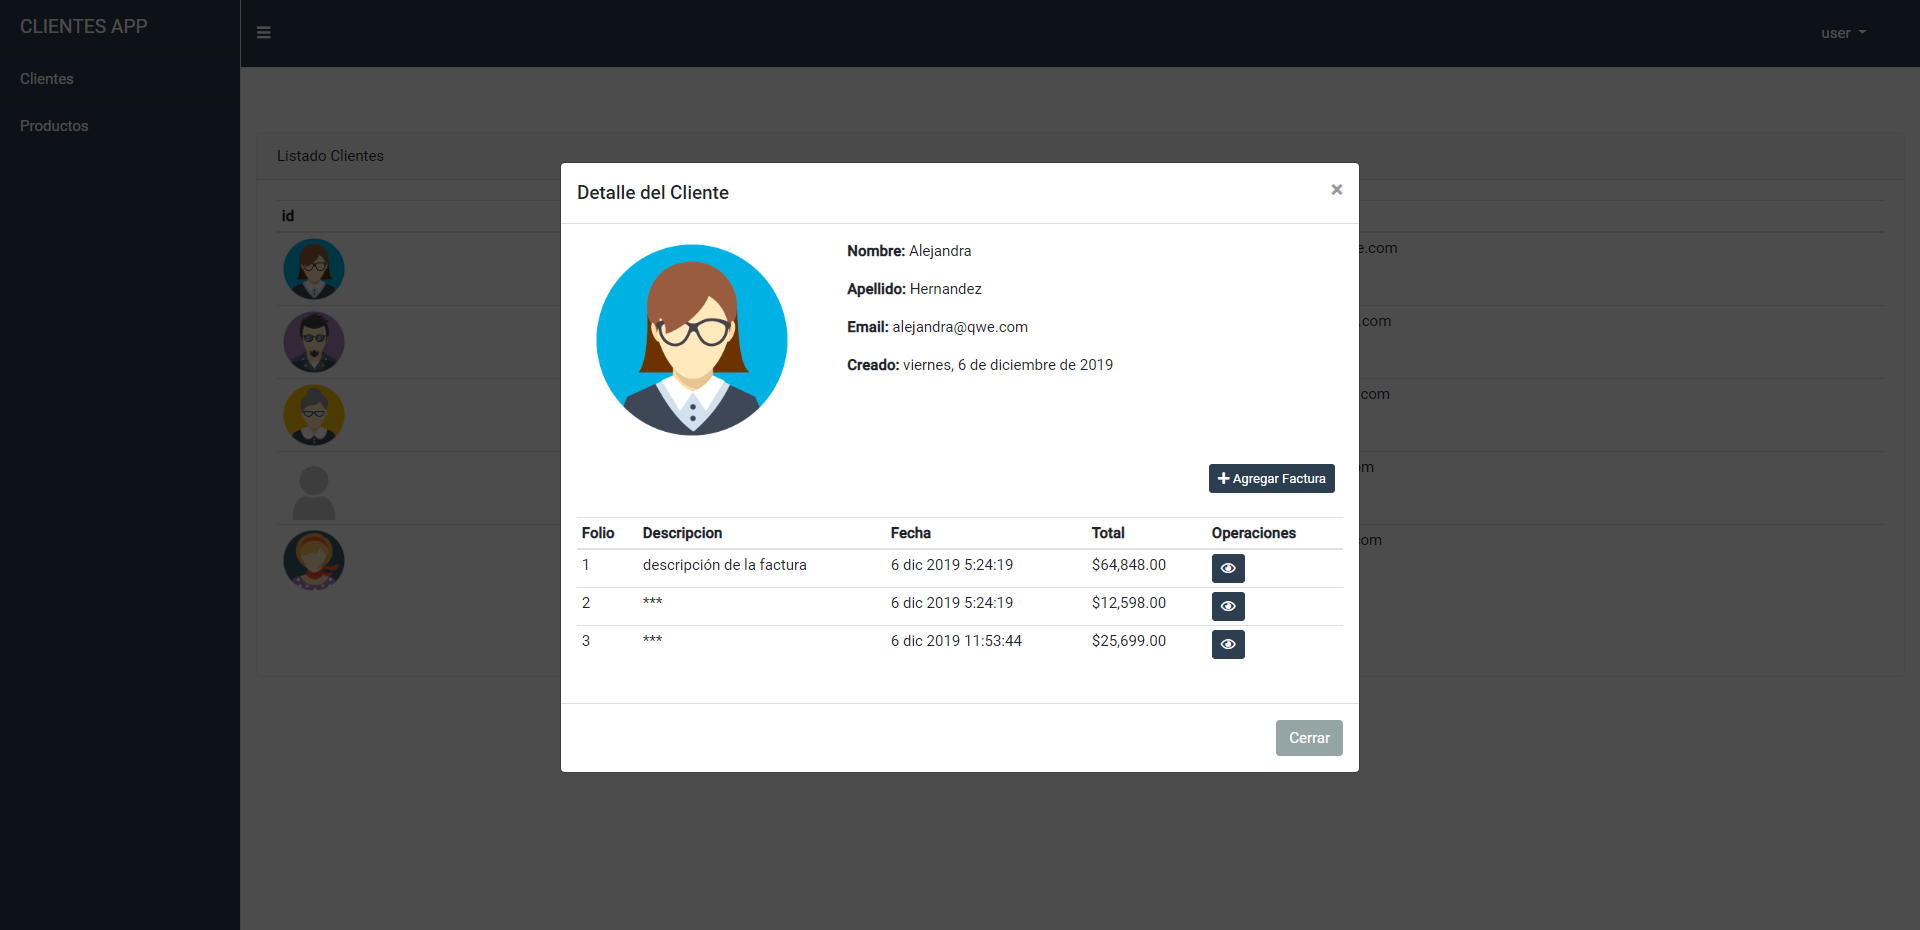 CLIENTES APP
user
Clientes
Productos
Listado Clientes
id
e.com
.com
com
om
com
Detalle del Cliente
×
Nombre: Alejandra
Apellido: Hernandez
Email: alejandra@qwe.com
Creado: viernes, 6 de diciembre de 2019
Agregar Factura
Folio Descripcion Fecha Total Operaciones
1 descripción de la factura 6 dic 2019 5:24:19 $64,848.00
2 *** 6 dic 2019 5:24:19 $12,598.00
3 *** 6 dic 2019 11:53:44 $25,699.00
Cerrar